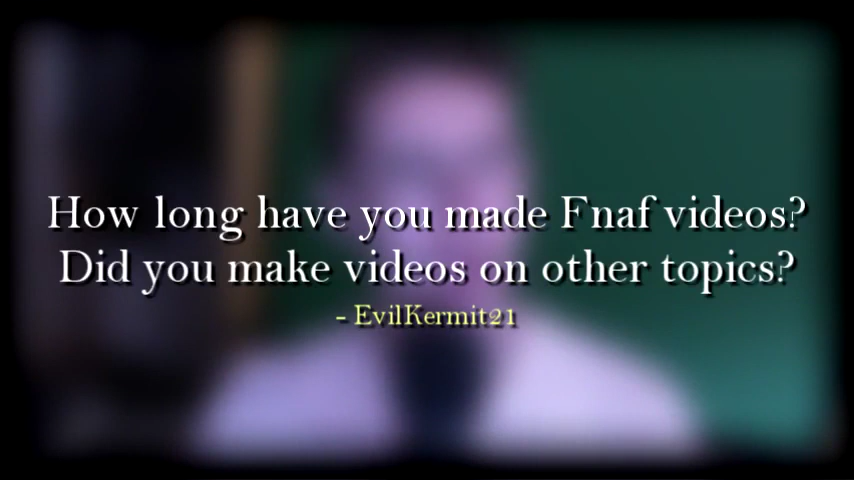 How long have you made Fnaf videos?
Did you make videos on other topics?
- EvilKermit21